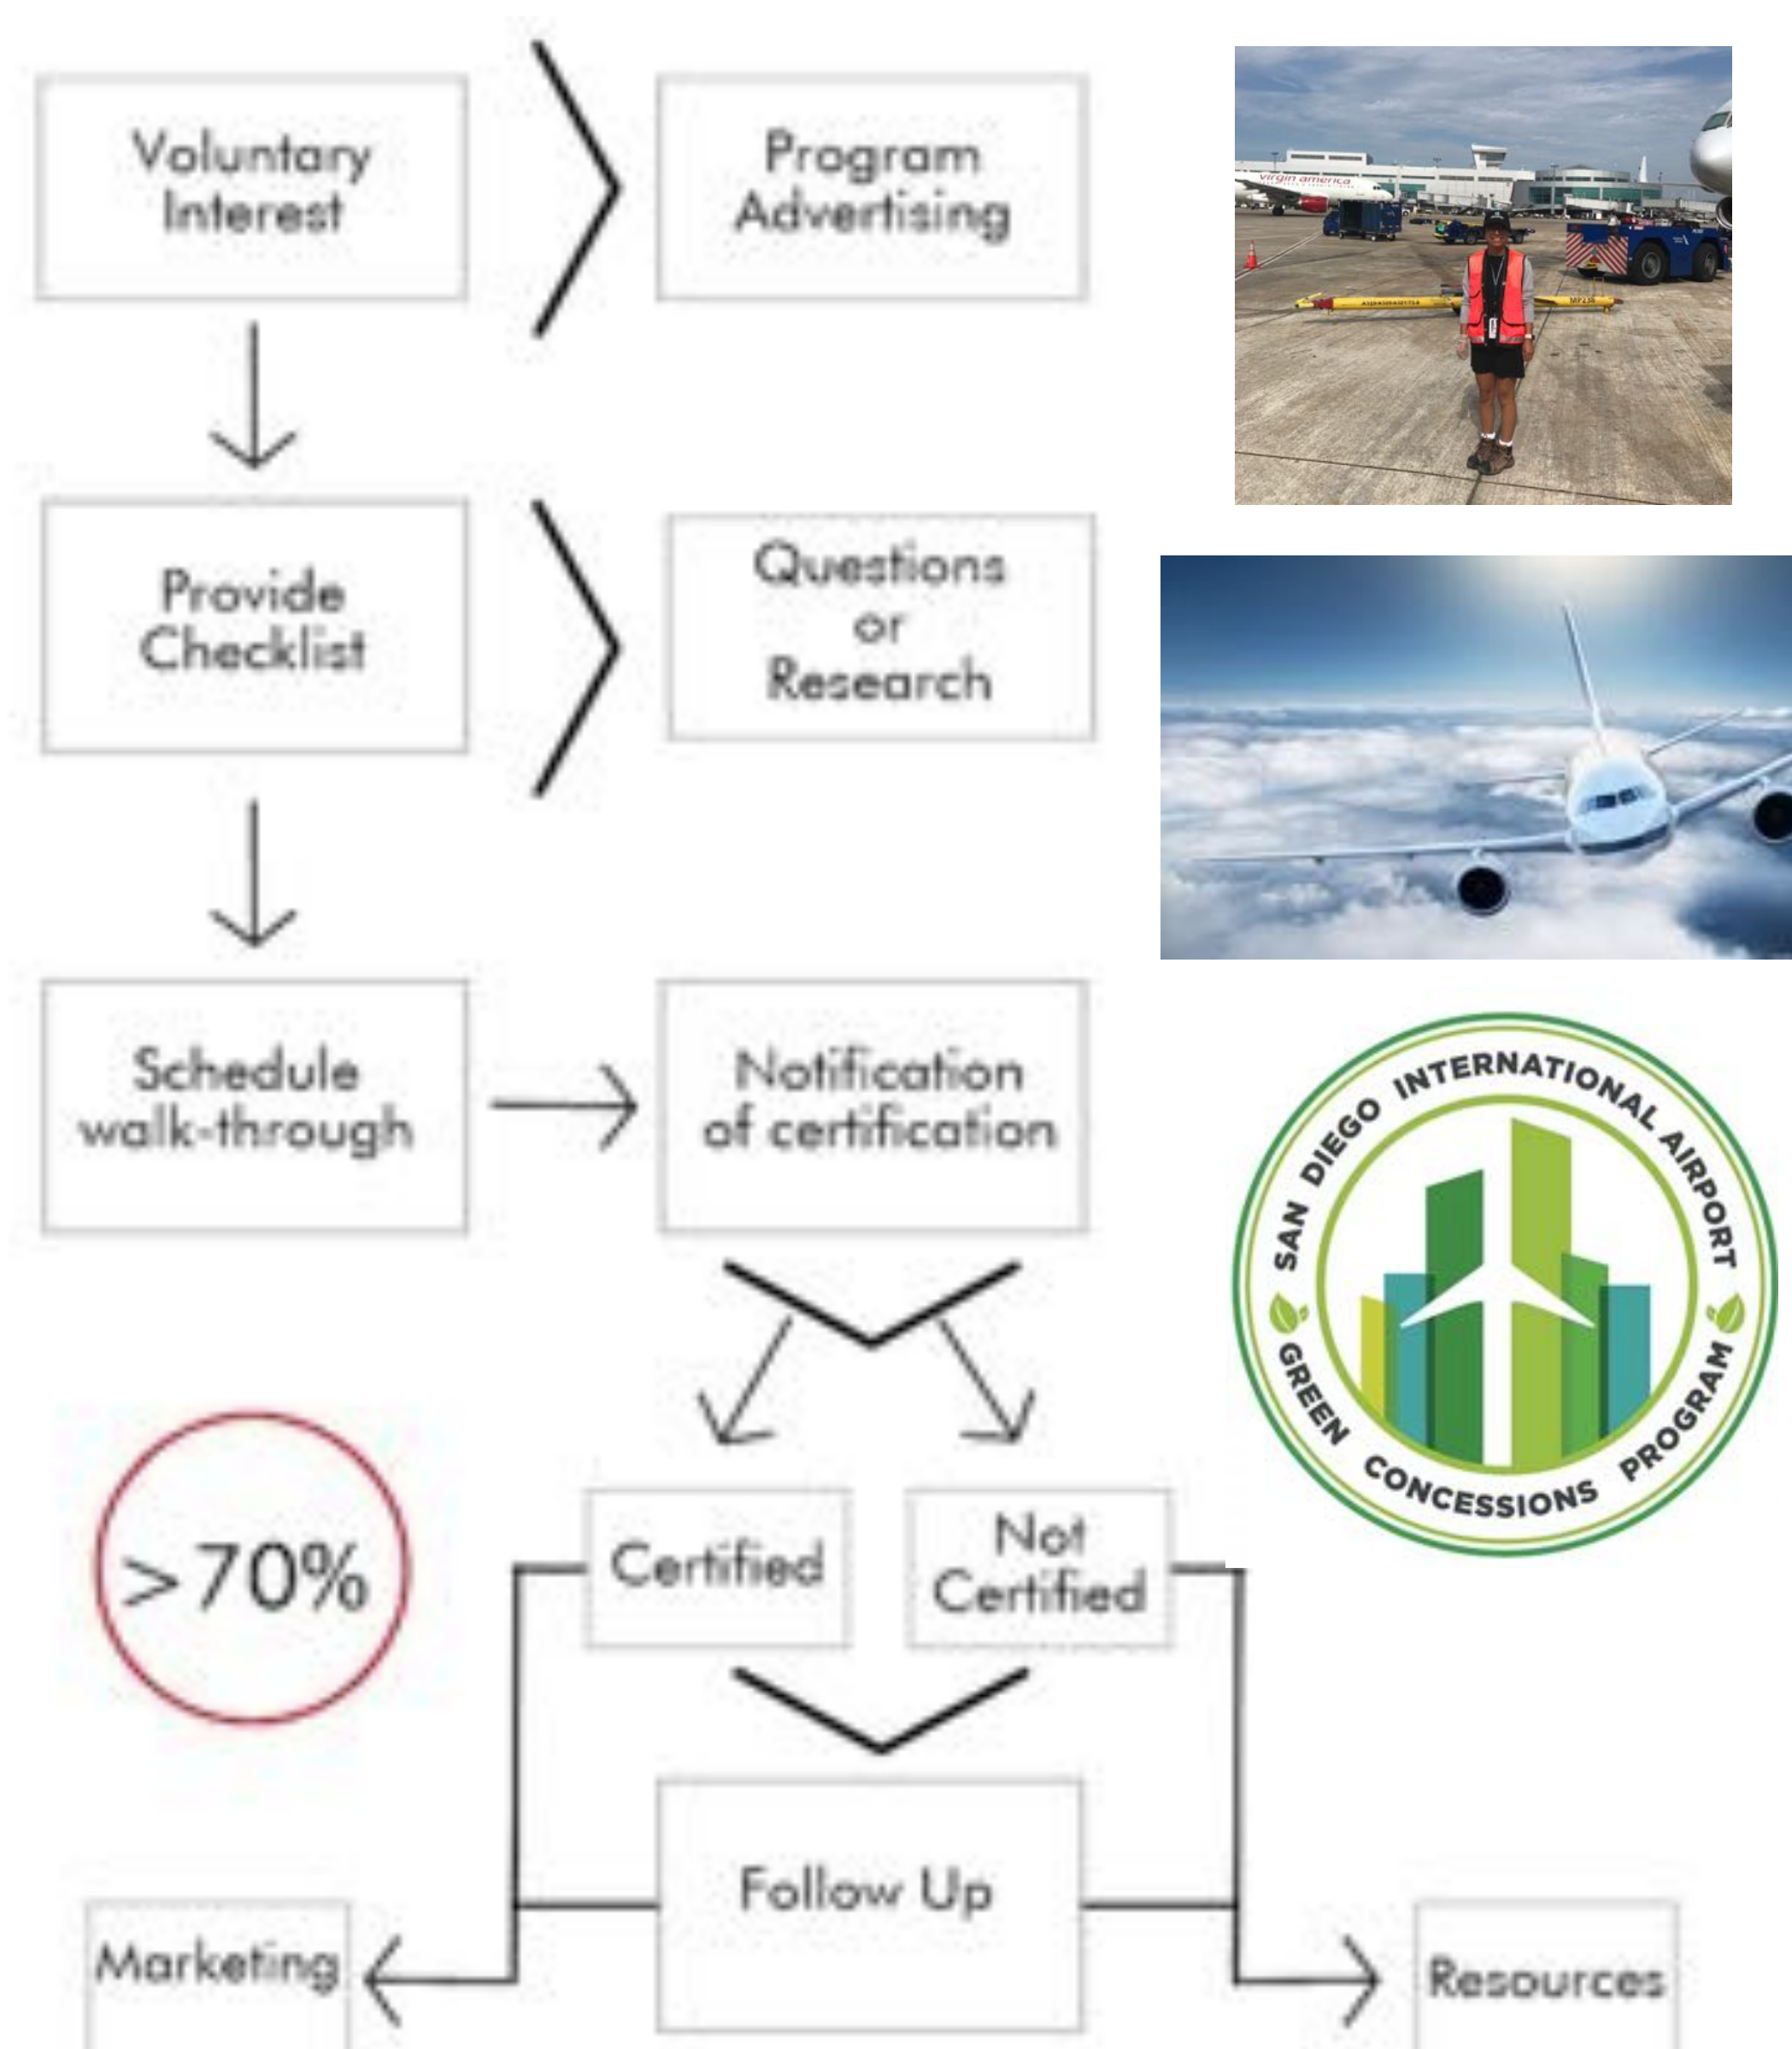 Voluntary
Interest
Program
Advertising
virgin america
Provide
Checklist
Questions
or
Research
Schedule
walk-through
Notification
of certification
SAN DIEGO INTERNATIONAL AIRPORT
GREEN CONCESSIONS PROGRAM
>70%
Certified
Not
Certified
Follow Up
Marketing
Resources